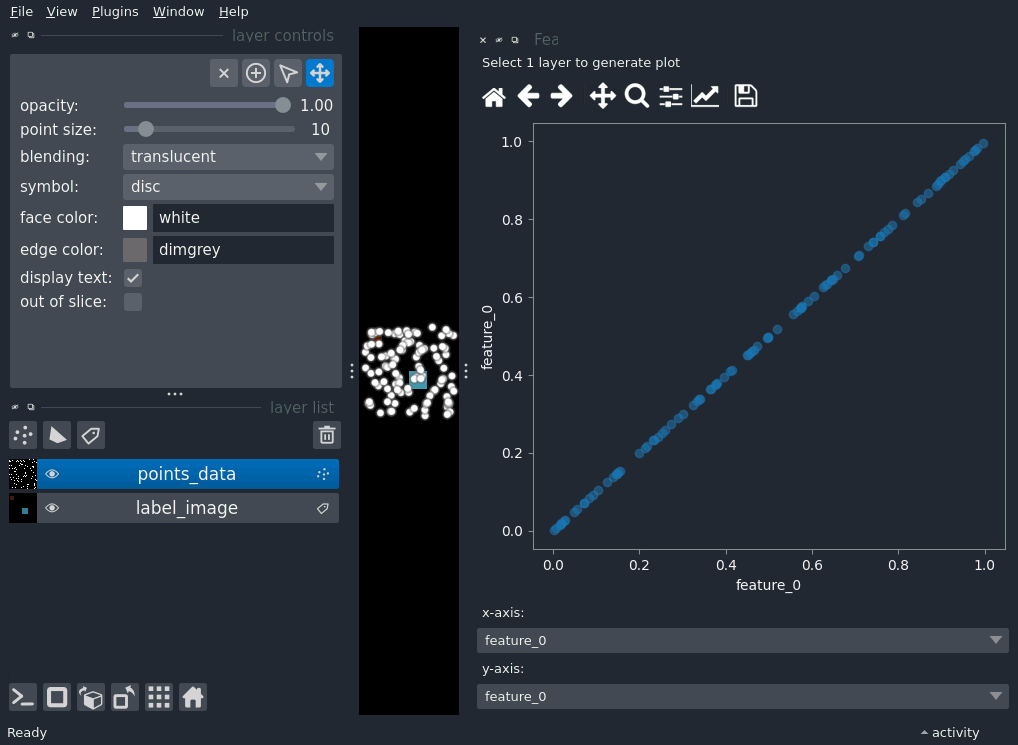 File View Plugins Window Help
layer controls
opacity: 1.00
point size: 10
blending: translucent
symbol: disc
face color: white
edge color: dimgrey
display text:
out of slice:
layer list
points_data
label_image
Ready
Fea
Select 1 layer to generate plot
1.0
0.8
0.6
0.4
0.2
0.0
feature_0
0.0 0.2 0.4 0.6 0.8 1.0
feature_0
x-axis:
feature_0
y-axis:
feature_0
activity